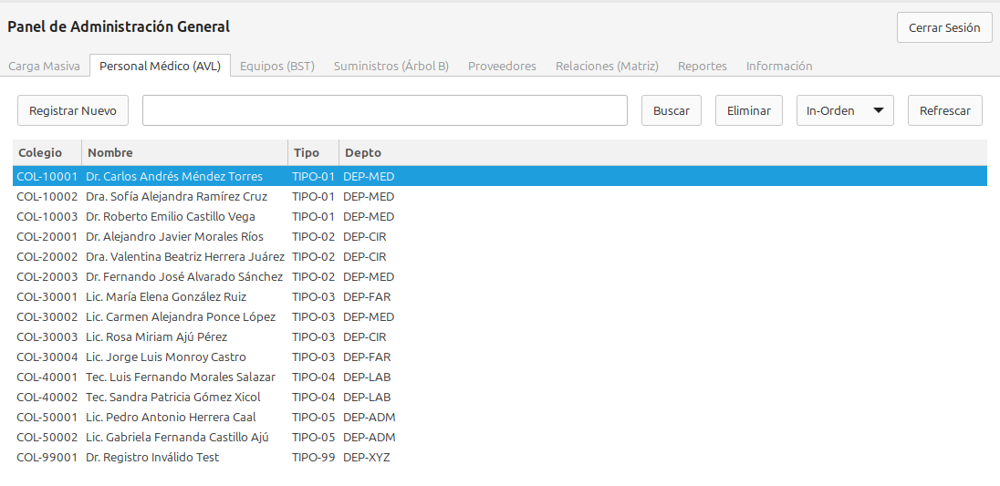 Panel de Administración General
Cerrar Sesión
Carga Masiva Personal Médico (AVL) Equipos (BST) Suministros (Árbol B) Proveedores Relaciones (Matriz) Reportes Información
Registrar Nuevo Buscar Eliminar In-Orden Refrescar
Colegio Nombre Tipo Depto
COL-10001 Dr. Carlos Andrés Méndez Torres TIPO-01 DEP-MED
COL-10002 Dra. Sofía Alejandra Ramírez Cruz TIPO-01 DEP-MED
COL-10003 Dr. Roberto Emilio Castillo Vega TIPO-01 DEP-MED
COL-20001 Dr. Alejandro Javier Morales Ríos TIPO-02 DEP-CIR
COL-20002 Dra. Valentina Beatriz Herrera Juárez TIPO-02 DEP-CIR
COL-20003 Dr. Fernando José Alvarado Sánchez TIPO-02 DEP-MED
COL-30001 Lic. María Elena González Ruiz TIPO-03 DEP-FAR
COL-30002 Lic. Carmen Alejandra Ponce López TIPO-03 DEP-MED
COL-30003 Lic. Rosa Miriam Ajú Pérez TIPO-03 DEP-CIR
COL-30004 Lic. Jorge Luis Monroy Castro TIPO-03 DEP-FAR
COL-40001 Tec. Luis Fernando Morales Salazar TIPO-04 DEP-LAB
COL-40002 Tec. Sandra Patricia Gómez Xicol TIPO-04 DEP-LAB
COL-50001 Lic. Pedro Antonio Herrera Caal TIPO-05 DEP-ADM
COL-50002 Lic. Gabriela Fernanda Castillo Ajú TIPO-05 DEP-ADM
COL-99001 Dr. Registro Inválido Test TIPO-99 DEP-XYZ